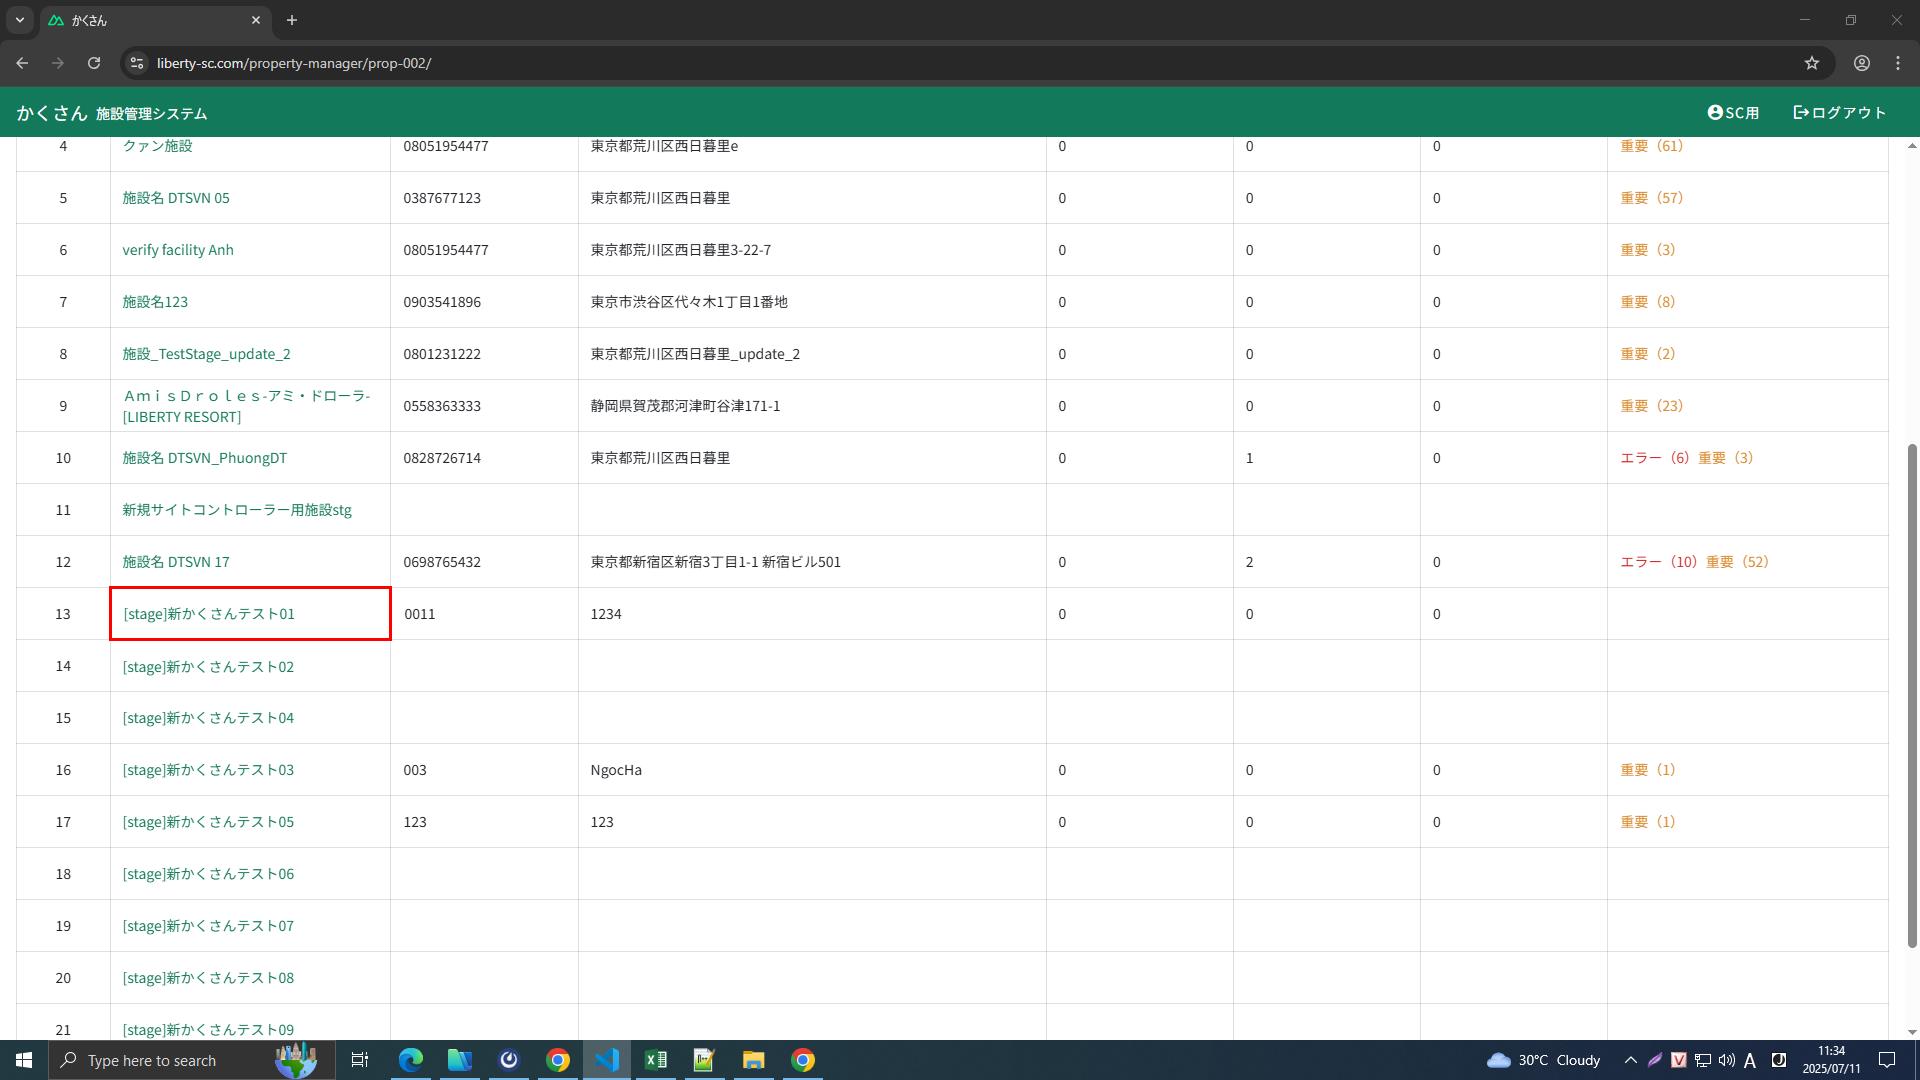 かくさん
liberty-sc.com/property-manager/prop-002/
かくさん 施設管理システム SC用 ログアウト
4 クァン施設 08051954477 東京都荒川区西日暮里e 0 0 0 重要（61）
5 施設名 DTSVN 05 0387677123 東京都荒川区西日暮里 0 0 0 重要（57）
6 verify facility Anh 08051954477 東京都荒川区西日暮里3-22-7 0 0 0 重要（3）
7 施設名123 0903541896 東京市渋谷区代々木1丁目1番地 0 0 0 重要（8）
8 施設_TestStage_update_2 0801231222 東京都荒川区西日暮里_update_2 0 0 0 重要（2）
9 ＡｍｉｓＤｒｏｌｅｓ-アミ・ドローラ-
[LIBERTY RESORT] 0558363333 静岡県賀茂郡河津町谷津171-1 0 0 0 重要（23）
10 施設名 DTSVN_PhuongDT 0828726714 東京都荒川区西日暮里 0 1 0 エラー（6）重要（3）
11 新規サイトコントローラー用施設stg
12 施設名 DTSVN 17 0698765432 東京都新宿区新宿3丁目1-1 新宿ビル501 0 2 0 エラー（10）重要（52）
13 [stage]新かくさんテスト01 0011 1234 0 0 0
14 [stage]新かくさんテスト02
15 [stage]新かくさんテスト04
16 [stage]新かくさんテスト03 003 NgocHa 0 0 0 重要（1）
17 [stage]新かくさんテスト05 123 123 0 0 0 重要（1）
18 [stage]新かくさんテスト06
19 [stage]新かくさんテスト07
20 [stage]新かくさんテスト08
21 [stage]新かくさんテスト09
Type here to search 30°C Cloudy A 11:34
2025/07/11